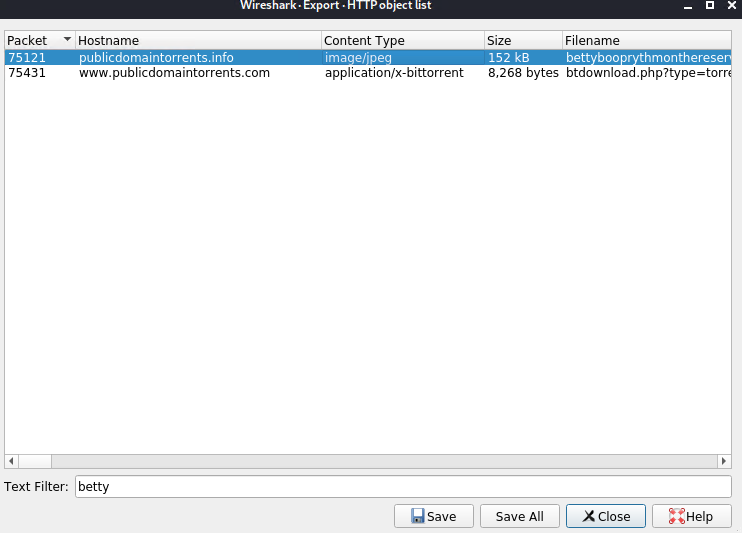 Wireshark · Export · HTTP object list
Packet Hostname Content Type Size Filename
75121 publicdomaintorrents.info image/jpeg 152 kB bettybooprythmonthereserv
75431 www.publicdomaintorrents.com application/x-bittorrent 8,268 bytes btdownload.php?type=torre
Text Filter: betty
Save Save All Close Help